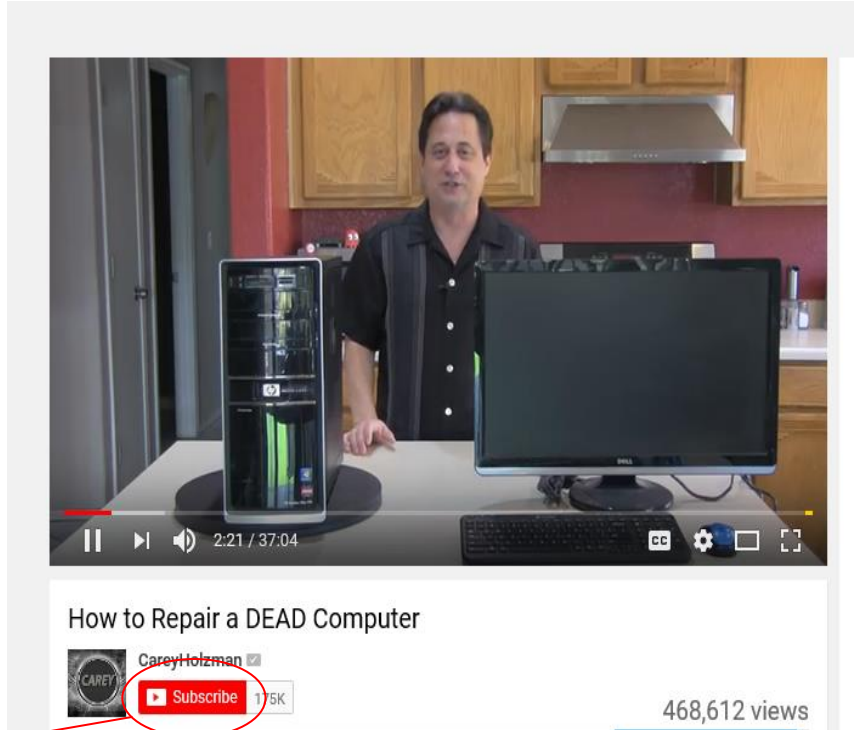 hp
DELL
2:21 / 37:04
CC
How to Repair a DEAD Computer
CAREY
CareyHolzman
Subscribe 175K
468,612 views